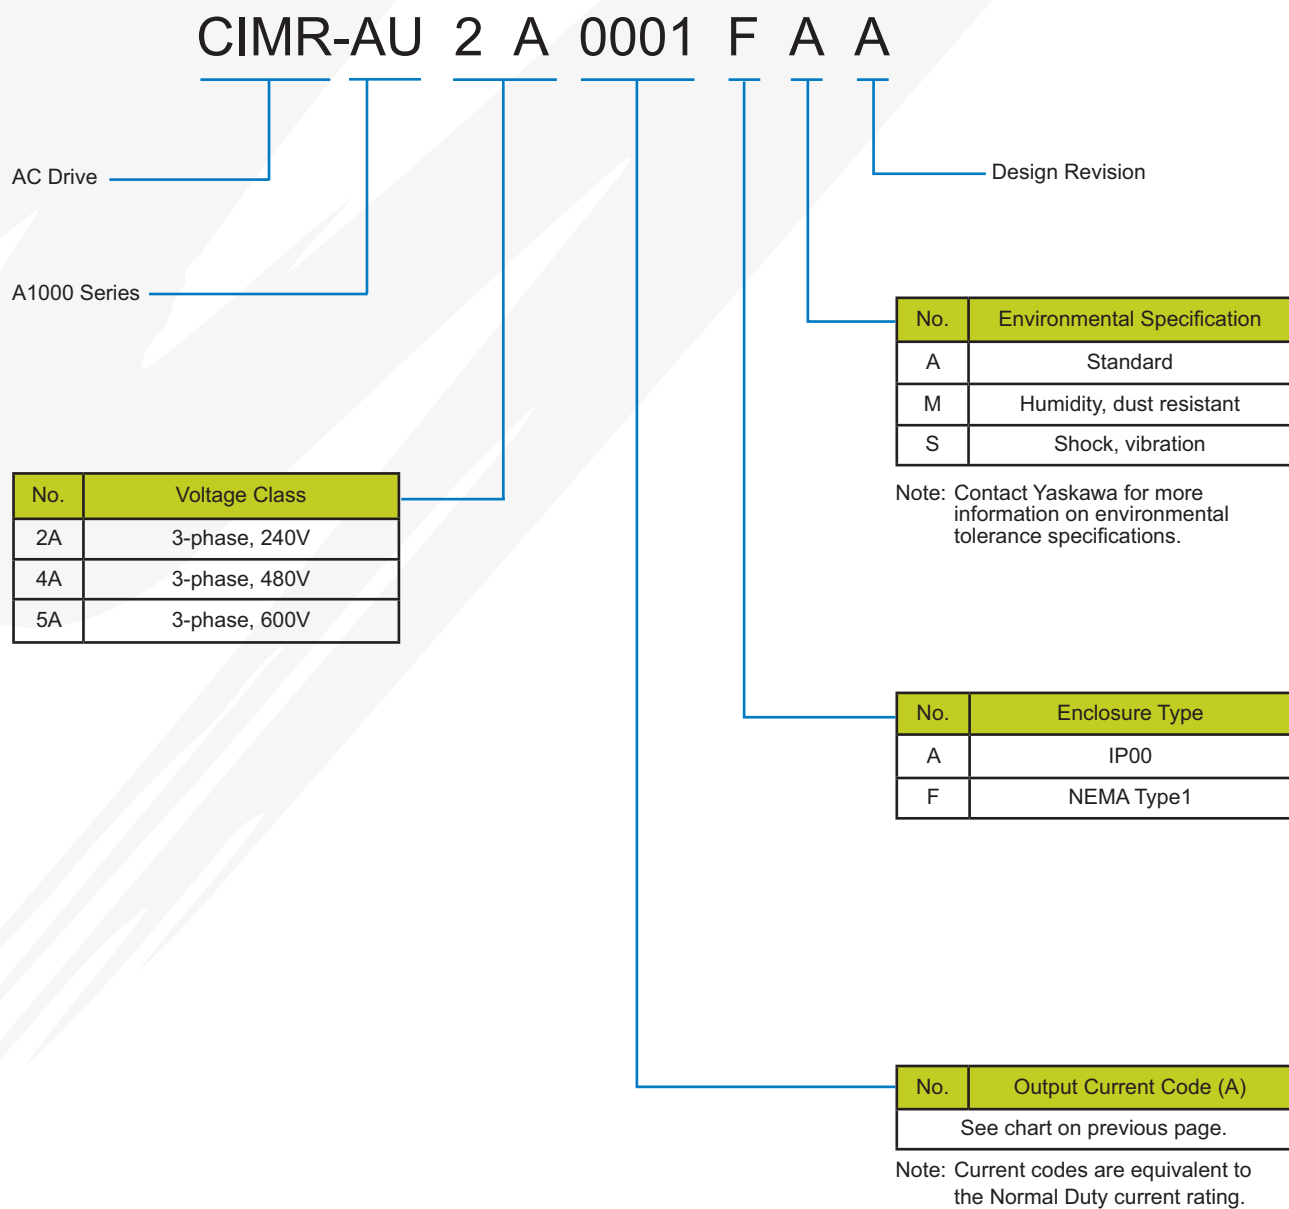 CIMR-AU 2 A 0001 F A A
AC Drive
Design Revision
A1000 Series
No. Environmental Specification
A Standard
M Humidity, dust resistant
S Shock, vibration
Note: Contact Yaskawa for more
information on environmental
tolerance specifications.
No. Voltage Class
2A 3-phase, 240V
4A 3-phase, 480V
5A 3-phase, 600V
No. Enclosure Type
A IP00
F NEMA Type1
No. Output Current Code (A)
See chart on previous page.
Note: Current codes are equivalent to
the Normal Duty current rating.